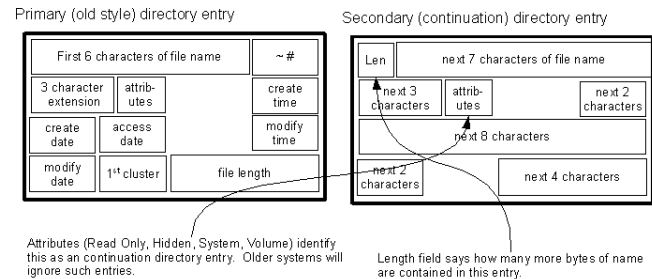 Primary (old style) directory entry
Secondary (continuation) directory entry
First 6 characters of file name
~ #
3 character
extension
attrib-
utes
create
time
create
date
access
date
modify
time
modify
date
1st cluster
file length
Len
next 7 characters of file name
next 3
characters
attrib-
utes
next 2
characters
next 8 characters
next 2
characters
next 4 characters
Attributes (Read Only, Hidden, System, Volume) identify
this as an continuation directory entry. Older systems will
ignore such entries.
Length field says how many more bytes of name
are contained in this entry.